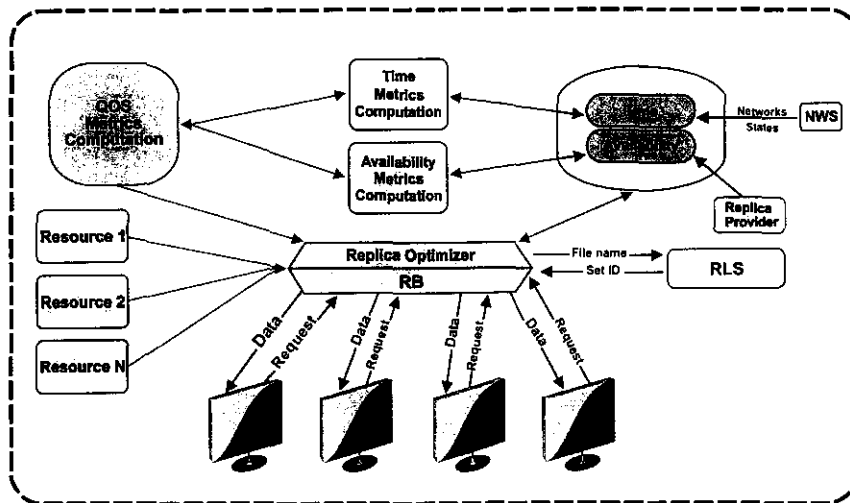 QOS
Metrics
Computation
Time
Metrics
Computation
Availability
Metrics
Computation
Networks
States
NWS
Replica
Provider
Resource 1
Resource 2
Resource N
Replica Optimizer
RB
File name
Set ID
RLS
Data
Request
Data
Request
Data
Request
Data
Request